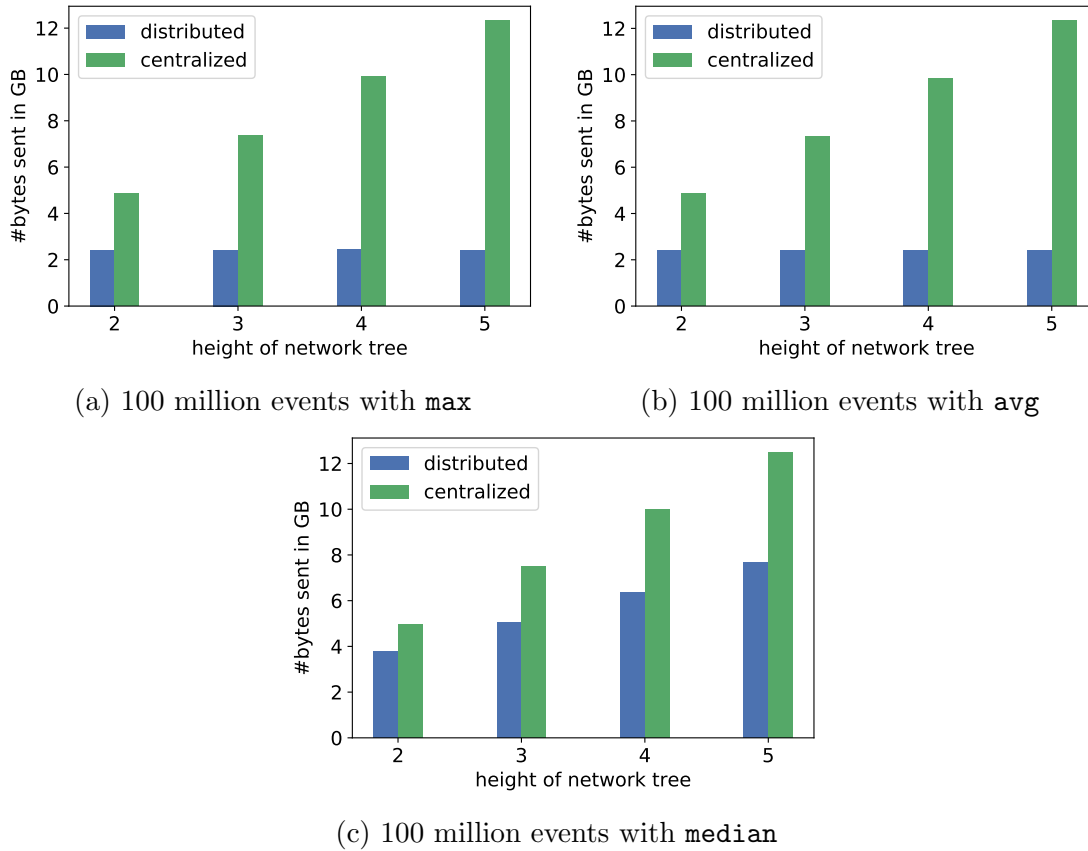 distributed
centralized
#bytes sent in GB
12
10
8
6
4
2
0
2 3 4 5
height of network tree
(a) 100 million events with max
distributed
centralized
#bytes sent in GB
12
10
8
6
4
2
0
2 3 4 5
height of network tree
(b) 100 million events with avg
distributed
centralized
#bytes sent in GB
12
10
8
6
4
2
0
2 3 4 5
height of network tree
(c) 100 million events with median